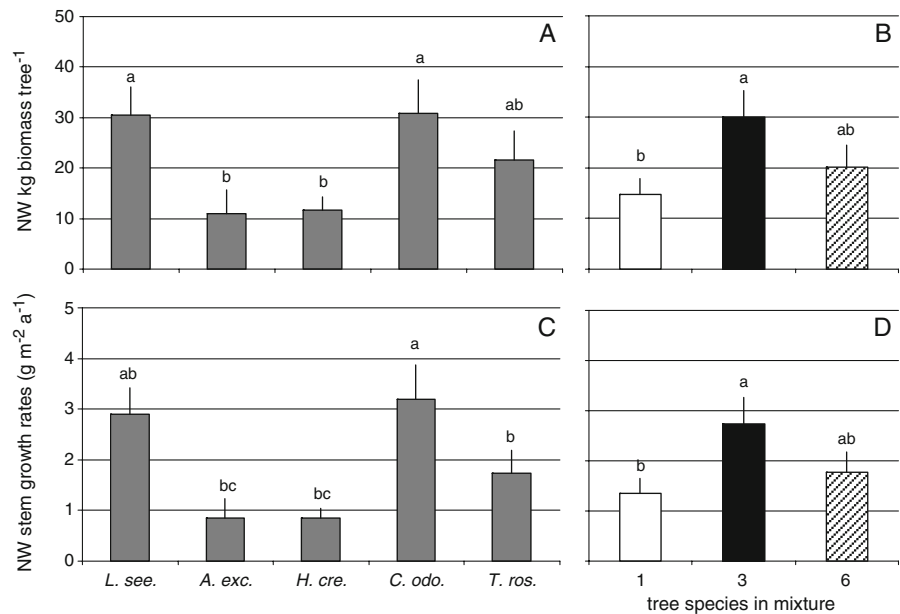 NW kg biomass tree⁻¹
50
40
30
20
10
0
A
a
b
b
a
ab
B
b
a
ab
NW stem growth rates (g m⁻² a⁻¹)
5
4
3
2
1
0
C
ab
bc
bc
a
b
D
b
a
ab
L. see.
A. exc.
H. cre.
C. odo.
T. ros.
1
3
6
tree species in mixture